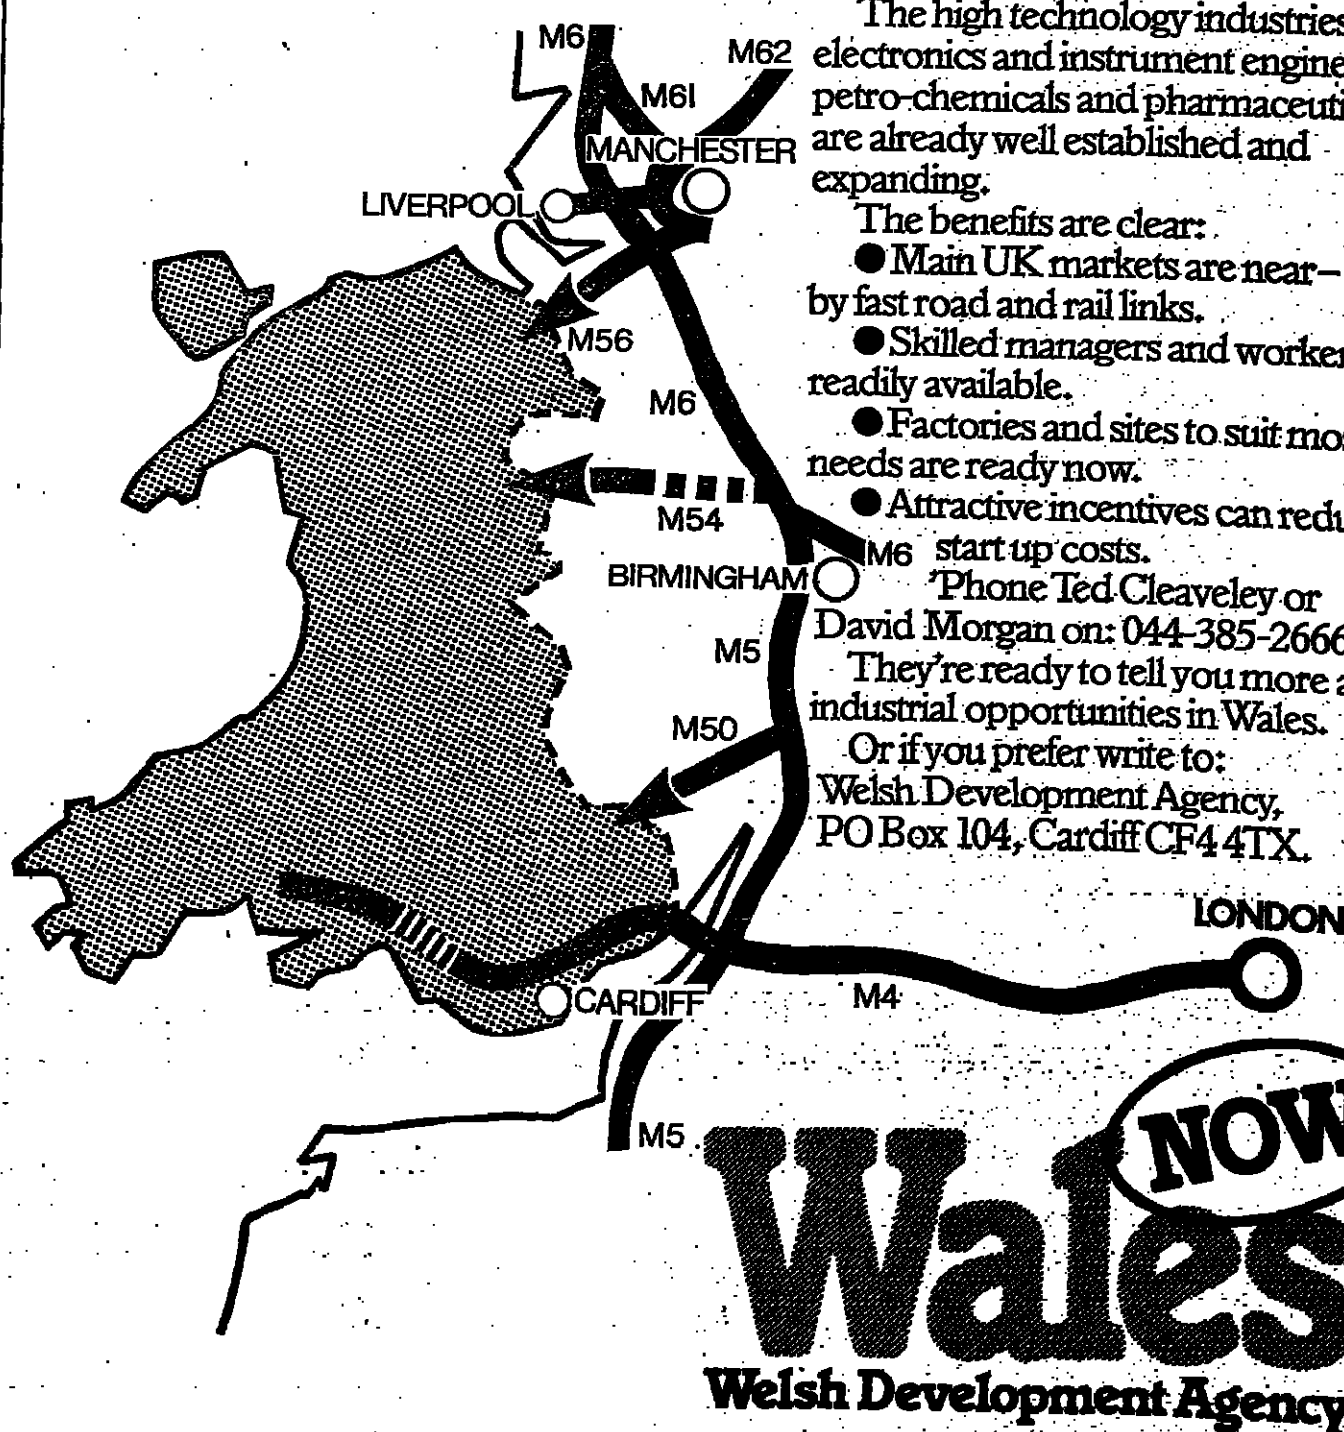 The high technology industries
electronics and instrument engine
petro-chemicals and pharmaceuti
are already well established and
expanding.
The benefits are clear:
●Main UK markets are near–
by fast road and rail links.
●Skilled managers and worker
readily available.
●Factories and sites to suit mos
needs are ready now.
●Attractive incentives can redu
start up costs.
'Phone Ted Cleaveley or
David Morgan on: 044-385-2666
They're ready to tell you more a
industrial opportunities in Wales.
Or if you prefer write to:
Welsh Development Agency,
PO Box 104, Cardiff CF4 4TX.
M6
M62
M61
MANCHESTER
LIVERPOOL
M56
M6
M54
M6
BIRMINGHAM
M5
M50
LONDON
M4
CARDIFF
M5
NOW
Wales
Welsh Development Agency